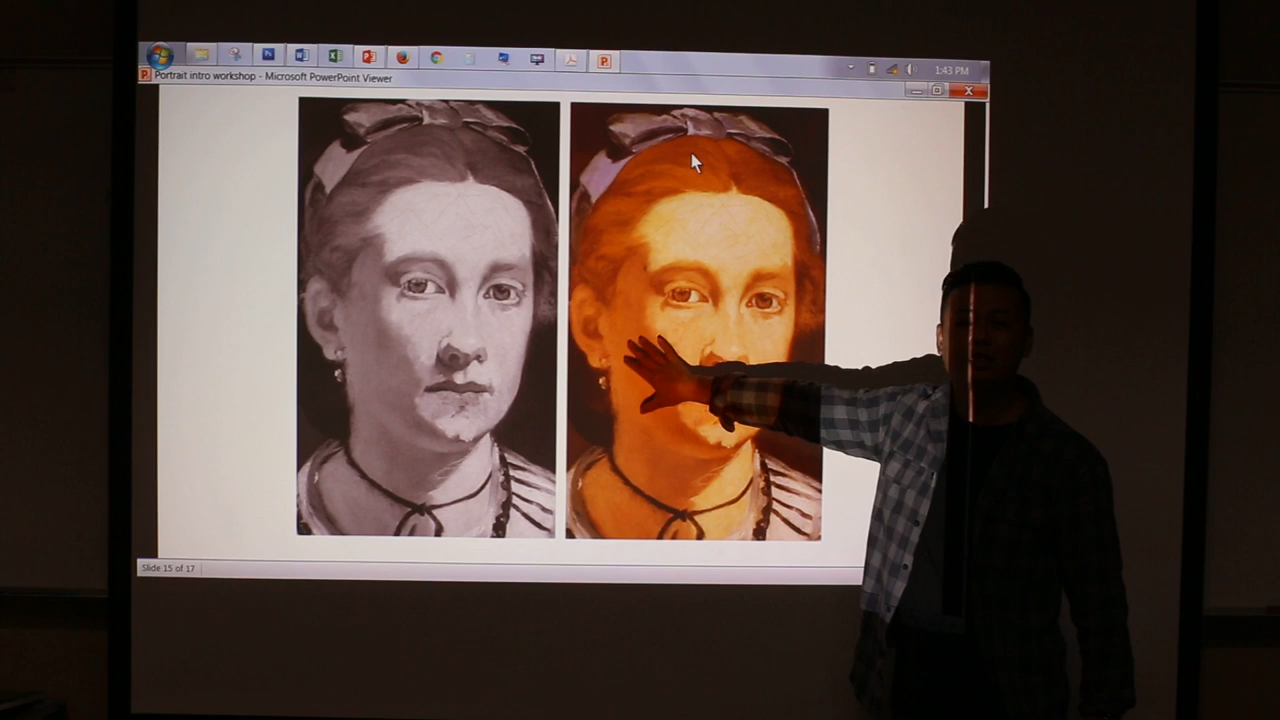 1:43 PM
Portrait intro workshop - Microsoft PowerPoint Viewer
Slide 15 of 17